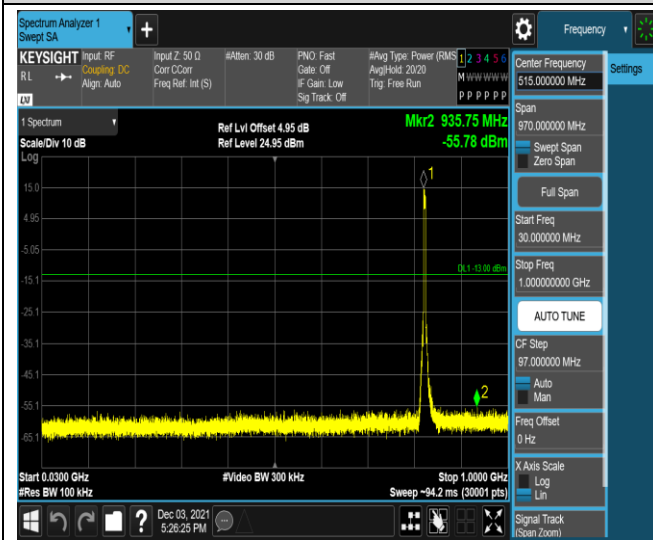 Spectrum Analyzer 1
Swept SA
Frequency
KEYSIGHT
RL
LXI
Input: RF
Coupling: DC
Align: Auto
Input Z: 50 Ω
Corr CCorr
Freq Ref: Int (S)
#Atten: 30 dB
PNO: Fast
Gate: Off
IF Gain: Low
Sig Track: Off
#Avg Type: Power (RMS
Avg|Hold: 20/20
Trig: Free Run
1 2 3 4 5 6
M W W W W W
P P P P P P
Center Frequency
515.000000 MHz
Settings
Span
970.000000 MHz
Swept Span
Zero Span
Full Span
Start Freq
30.000000 MHz
Stop Freq
1.000000000 GHz
AUTO TUNE
CF Step
97.000000 MHz
Auto
Man
Freq Offset
0 Hz
X Axis Scale
Log
Lin
Signal Track
(Span Zoom)
1 Spectrum
Scale/Div 10 dB
Ref Lvl Offset 4.95 dB
Ref Level 24.95 dBm
Mkr2 935.75 MHz
-55.78 dBm
Log
15.0
4.95
-5.05
-15.1
-25.1
-35.1
-45.1
-55.1
-65.1
1
DL1 -13.00 dBm
2
Start 0.0300 GHz
#Res BW 100 kHz
#Video BW 300 kHz
Stop 1.0000 GHz
Sweep ~94.2 ms (30001 pts)
?
Dec 03, 2021
5:26:25 PM